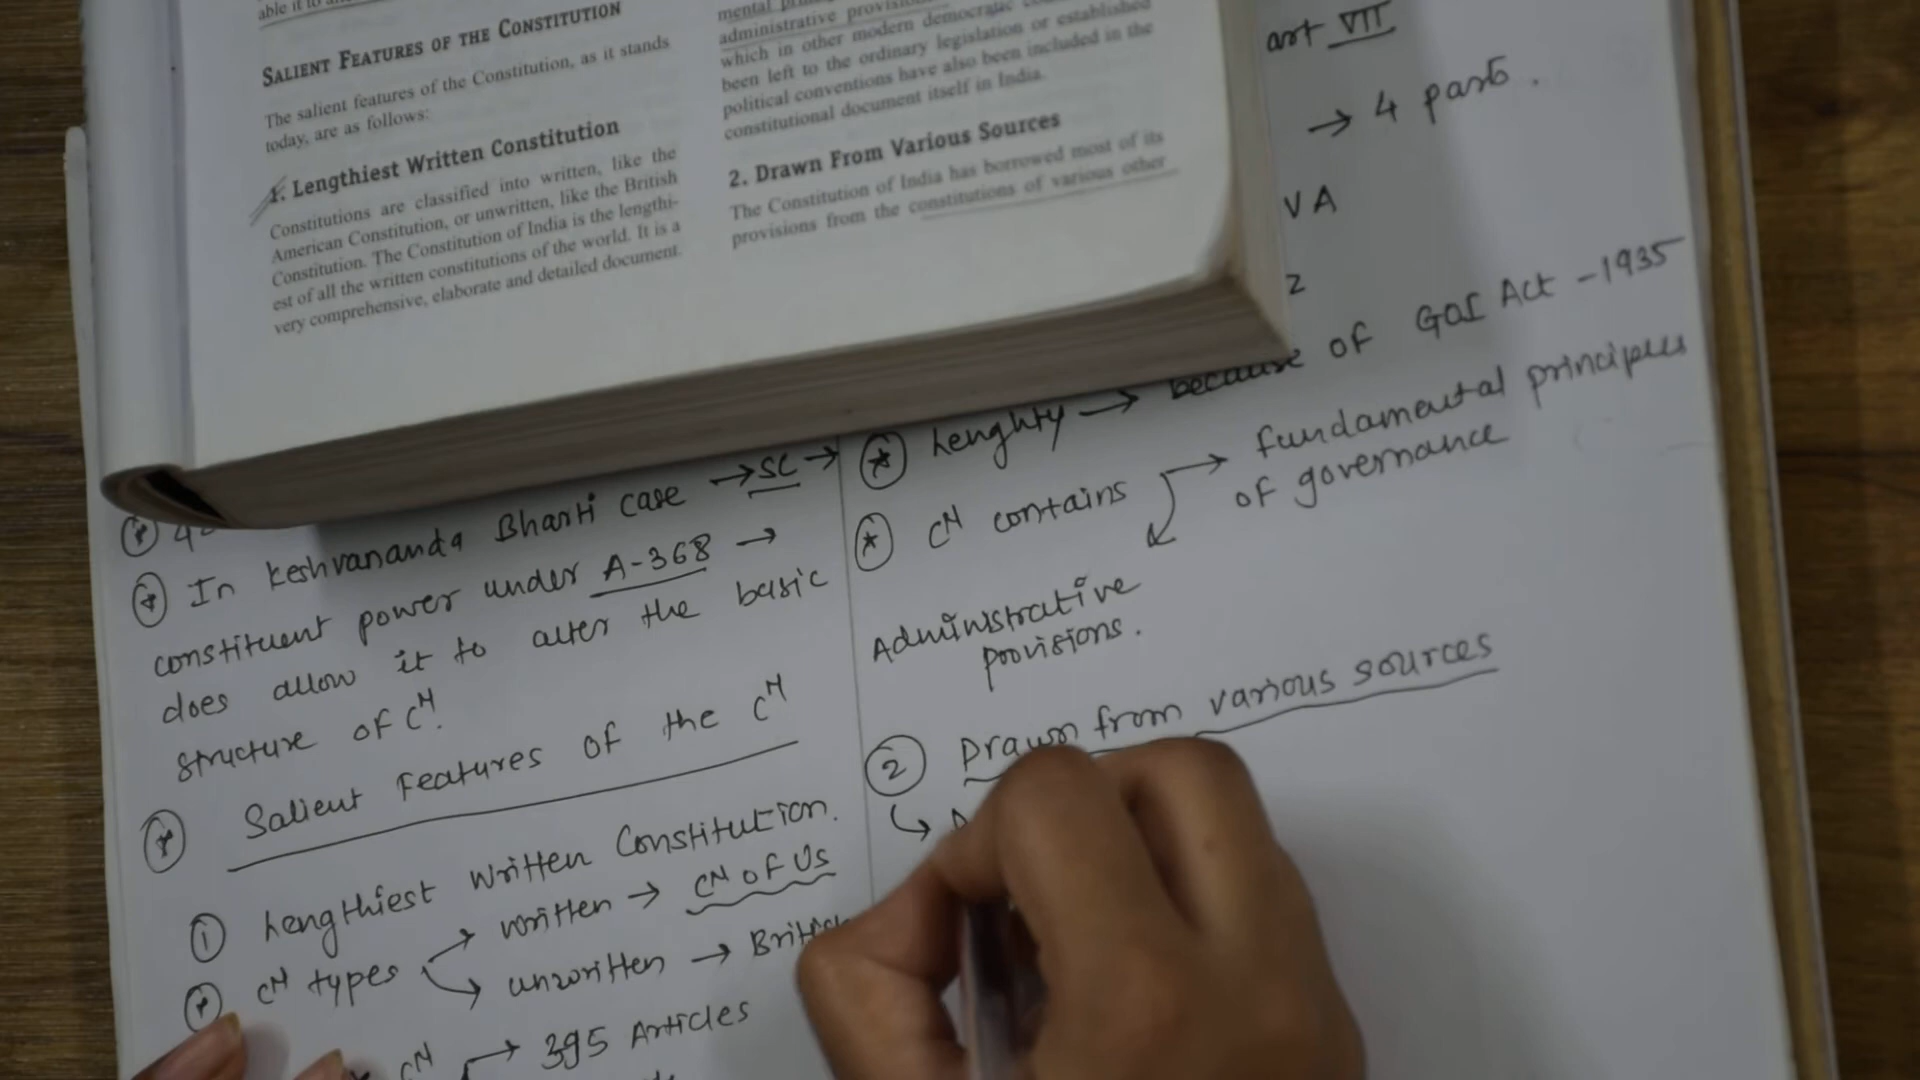 able it to
SALIENT FEATURES OF THE CONSTITUTION
The salient features of the Constitution, as it stands
today, are as follows:
1. Lengthiest Written Constitution
Constitutions are classified into written, like the
American Constitution, or unwritten, like the British
Constitution. The Constitution of India is the lengthi-
est of all the written constitutions of the world. It is a
very comprehensive, elaborate and detailed document.
administrative
which in other modern democratic
been left to the ordinary legislation or established
political conventions have also been included in the
constitutional document itself in India.
2. Drawn From Various Sources
The Constitution of India has borrowed most of its
provisions from the constitutions of various other
art VII
→ 4 parts.
VA
2
In Keshvananda Bharti case → SC →
constituent power under A-368 →
does allow it to alter the basic
structure of CN.
Salient Features of the CN
① Lengthiest Written Constitution.
CN types → written → CN of US
→ unwritten → British
CN → 395 Articles
Lenghty → because of GOI Act - 1935
CN contains → fundamental principles
of governance
Administrative
provisions.
② Drawn from various sources